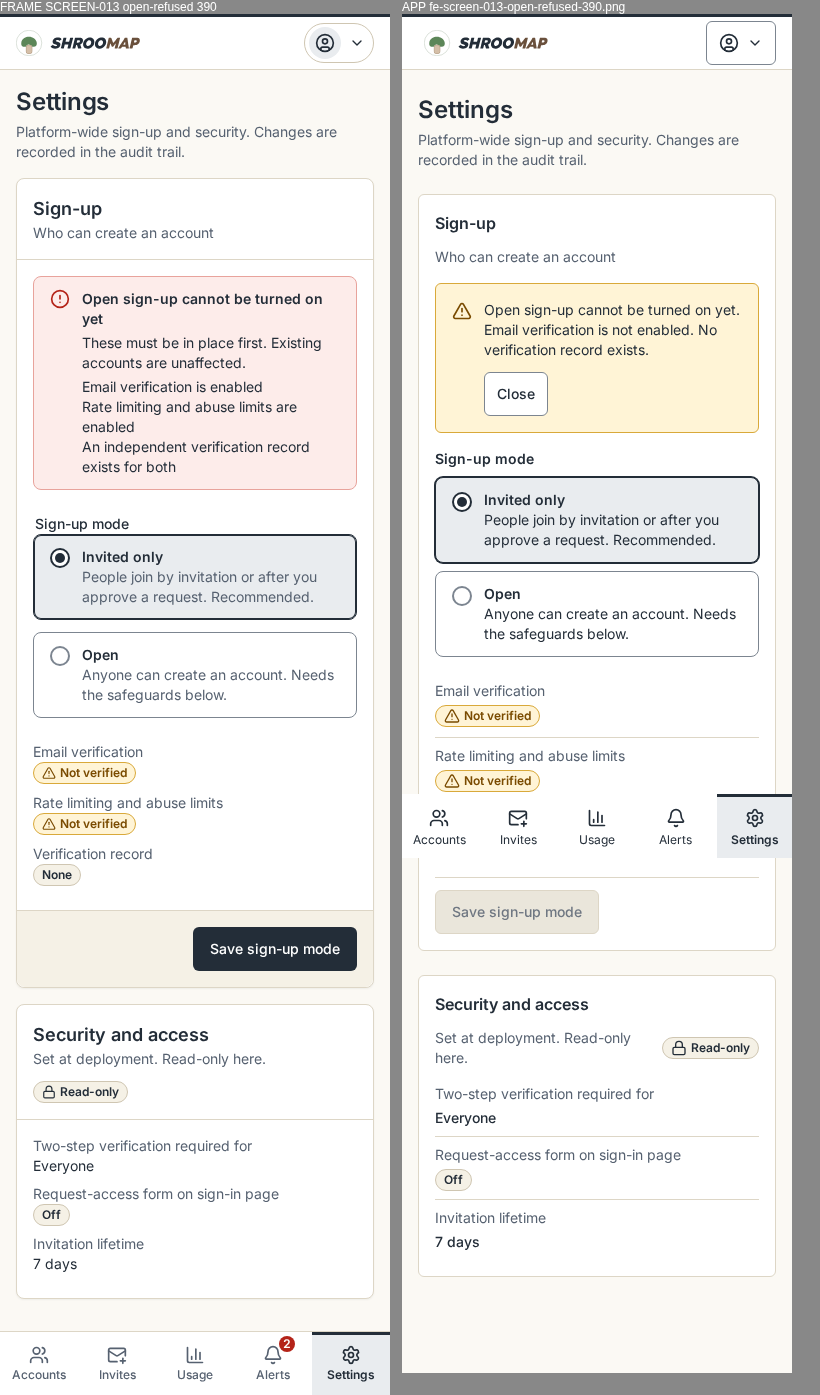 FRAME SCREEN-013 open-refused 390
SHROOMAP
Settings
Platform-wide sign-up and security. Changes are
recorded in the audit trail.
Sign-up
Who can create an account
Open sign-up cannot be turned on
yet
These must be in place first. Existing
accounts are unaffected.
Email verification is enabled
Rate limiting and abuse limits are
enabled
An independent verification record
exists for both
Sign-up mode
Invited only
People join by invitation or after you
approve a request. Recommended.
Open
Anyone can create an account. Needs
the safeguards below.
Email verification
Not verified
Rate limiting and abuse limits
Not verified
Verification record
None
Save sign-up mode
Security and access
Set at deployment. Read-only here.
Read-only
Two-step verification required for
Everyone
Request-access form on sign-in page
Off
Invitation lifetime
7 days
2
Accounts Invites Usage Alerts Settings
APP fe-screen-013-open-refused-390.png
SHROOMAP
Settings
Platform-wide sign-up and security. Changes are
recorded in the audit trail.
Sign-up
Who can create an account
Open sign-up cannot be turned on yet.
Email verification is not enabled. No
verification record exists.
Close
Sign-up mode
Invited only
People join by invitation or after you
approve a request. Recommended.
Open
Anyone can create an account. Needs
the safeguards below.
Email verification
Not verified
Rate limiting and abuse limits
Not verified
Accounts Invites Usage Alerts Settings
Save sign-up mode
Security and access
Set at deployment. Read-only
here.
Read-only
Two-step verification required for
Everyone
Request-access form on sign-in page
Off
Invitation lifetime
7 days